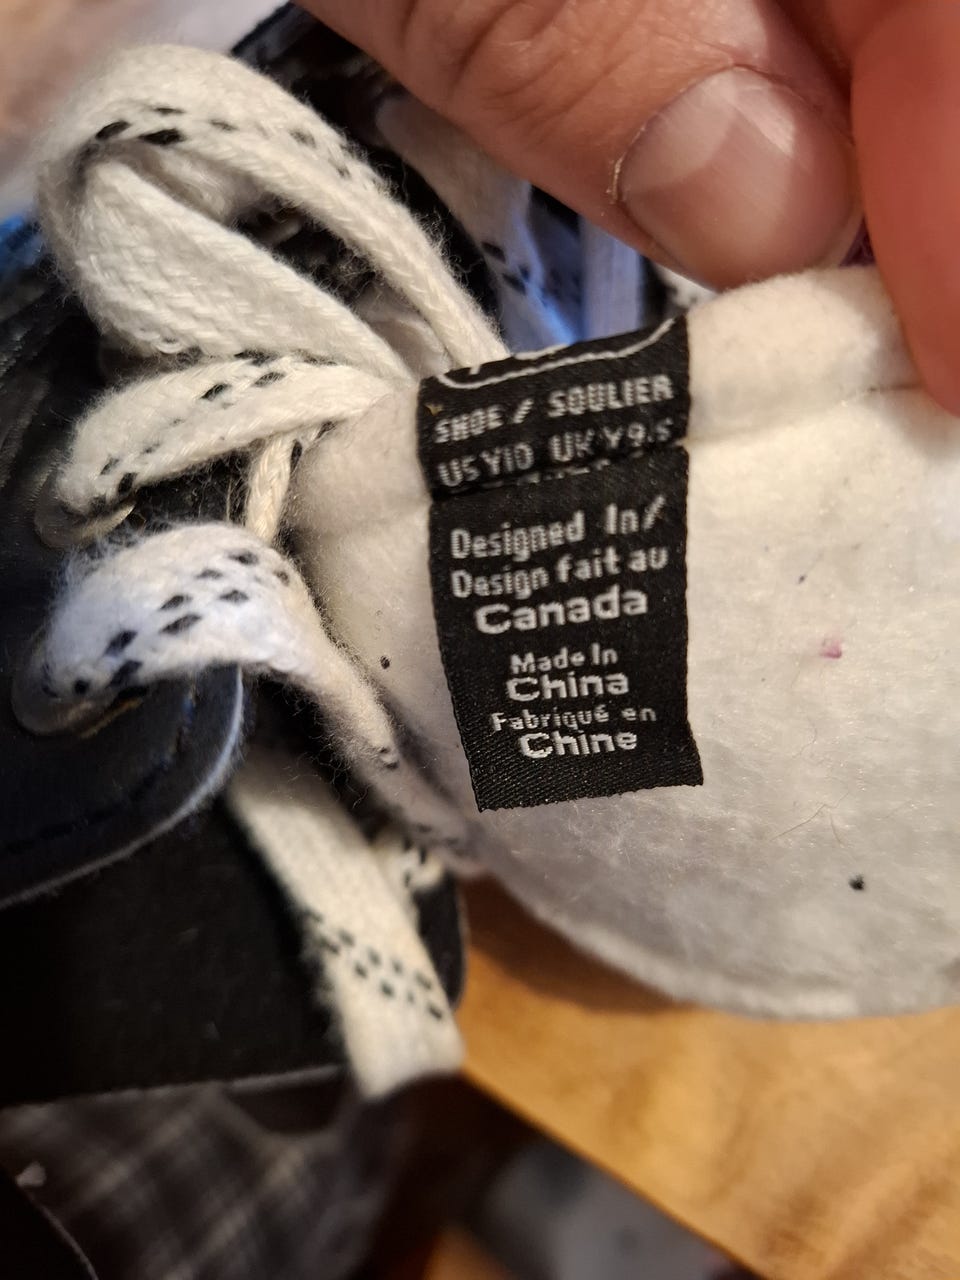 SHOE / SOULIER
US Y10 UK Y9.5
Designed In/
Design fait au
Canada
Made In
China
Fabriqué en
Chine